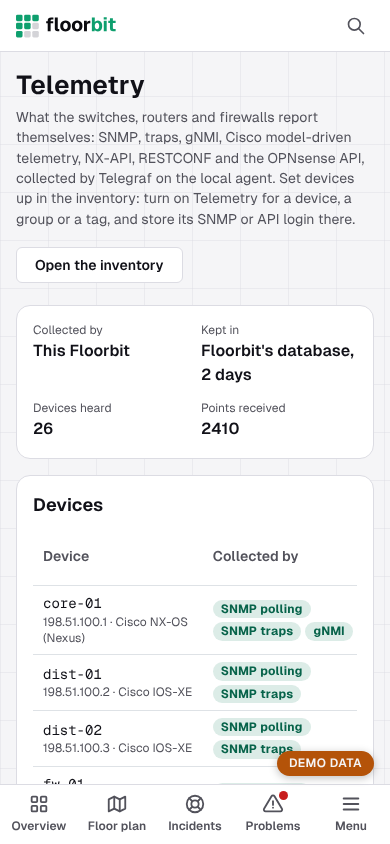 floorbit
Telemetry
What the switches, routers and firewalls report
themselves: SNMP, traps, gNMI, Cisco model-driven
telemetry, NX-API, RESTCONF and the OPNsense API,
collected by Telegraf on the local agent. Set devices
up in the inventory: turn on Telemetry for a device, a
group or a tag, and store its SNMP or API login there.
Open the inventory
Collected by
This Floorbit
Kept in
Floorbit's database,
2 days
Devices heard
26
Points received
2410
Devices
Device Collected by
core-01
198.51.100.1 · Cisco NX-OS
(Nexus)
SNMP polling
SNMP traps gNMI
dist-01
198.51.100.2 · Cisco IOS-XE
SNMP polling
SNMP traps
dist-02
198.51.100.3 · Cisco IOS-XE
SNMP polling
SNMP traps
fw-01
DEMO DATA
Overview Floor plan Incidents Problems Menu